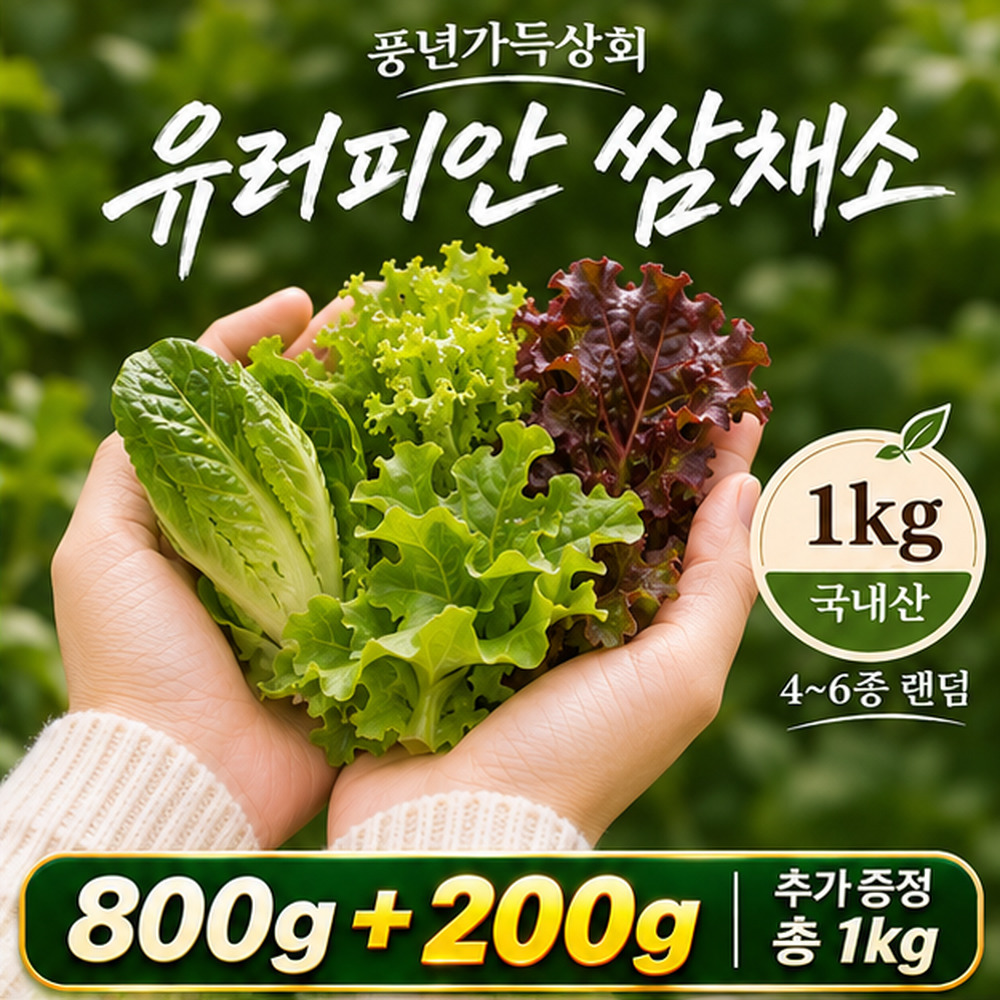 풍년가득상회
유러피안 쌈채소
1kg
국내산
4~6종 랜덤
800g + 200g
추가 증정
총 1kg